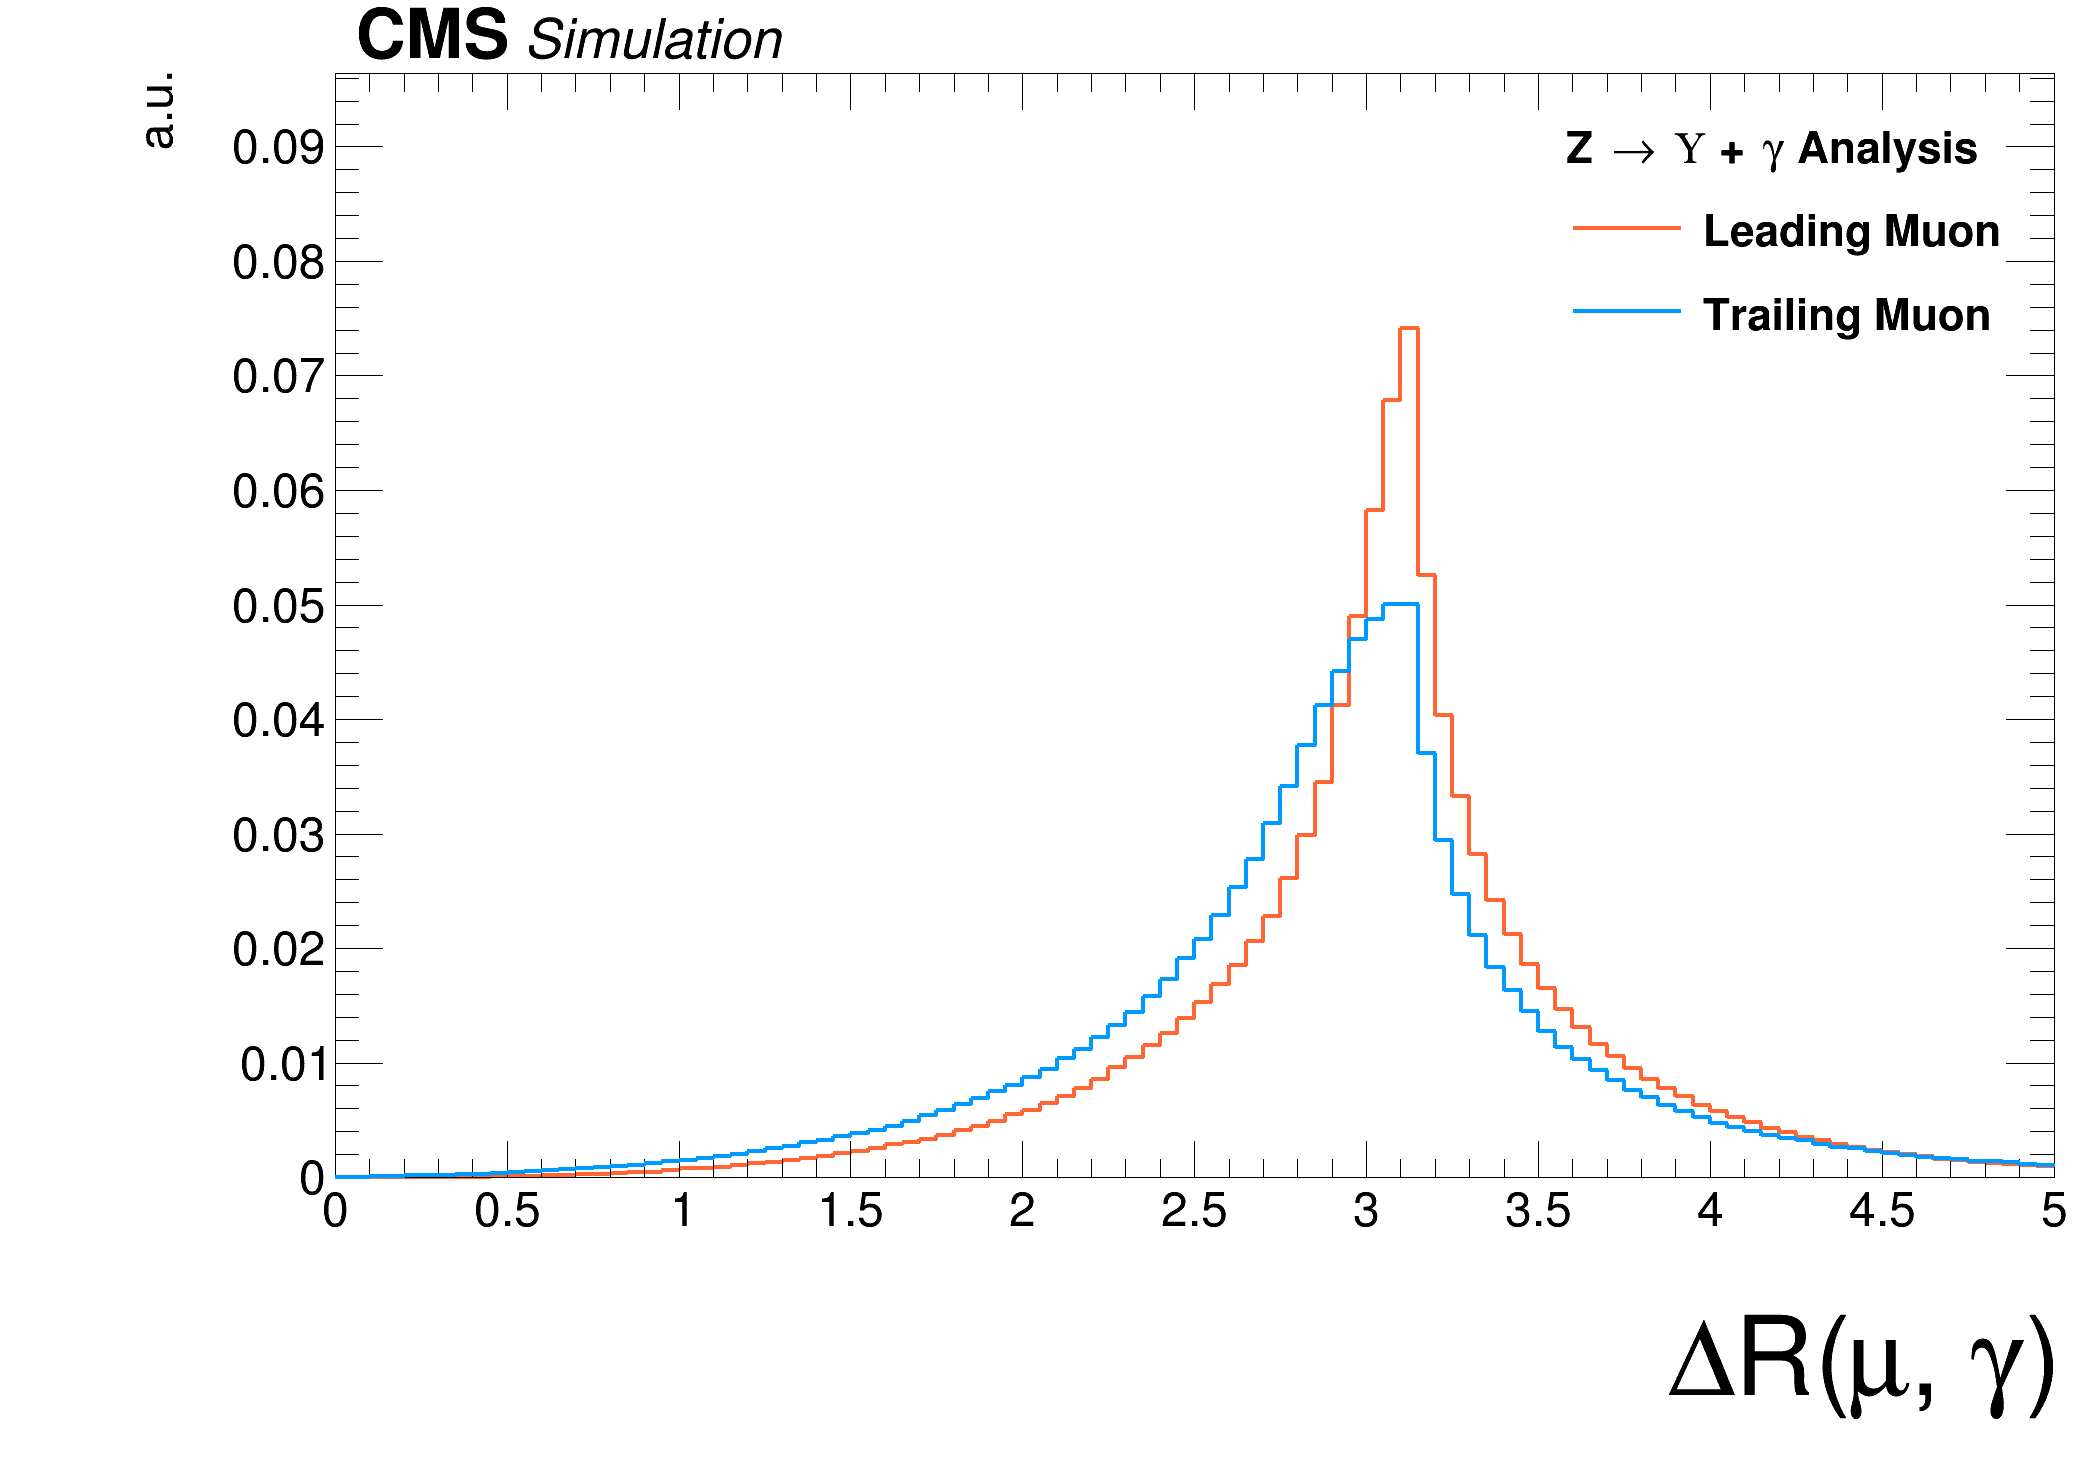 CMS Simulation
a.u.
0.09
0.08
0.07
0.06
0.05
0.04
0.03
0.02
0.01
0
Z → Υ + γ Analysis
Leading Muon
Trailing Muon
0 0.5 1 1.5 2 2.5 3 3.5 4 4.5 5
ΔR(μ, γ)